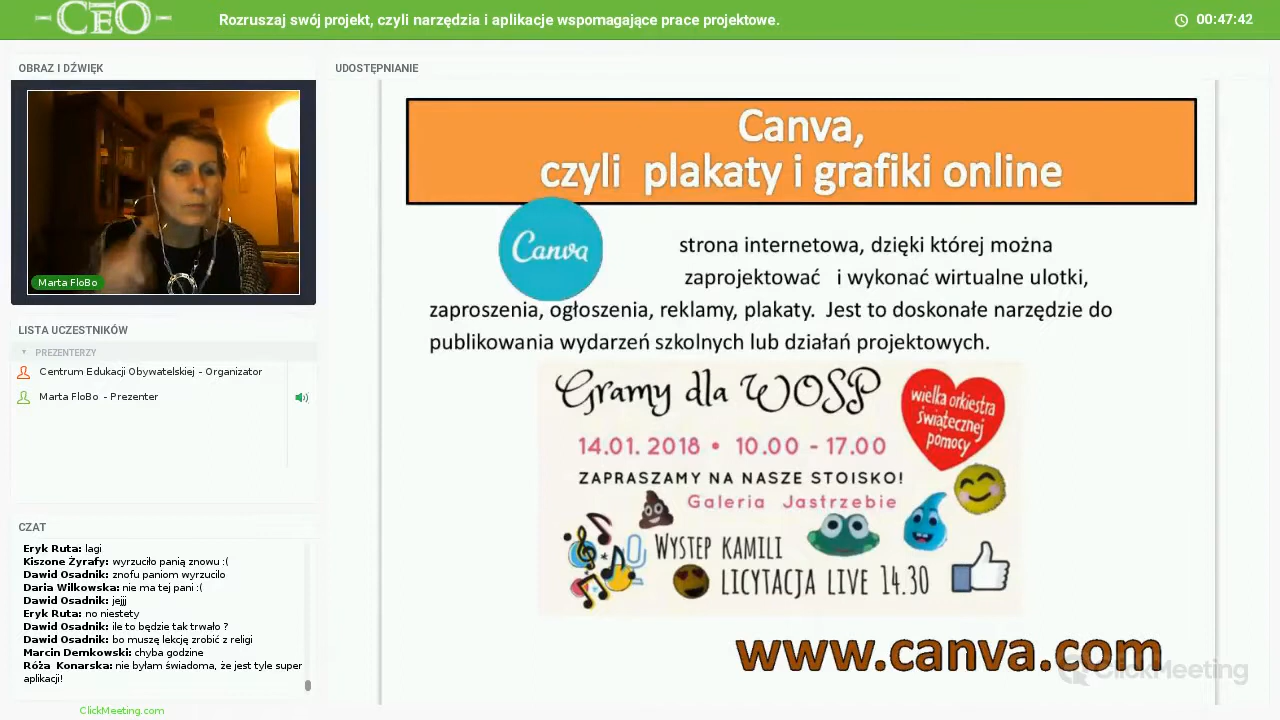 CEO
Rozruszaj swój projekt, czyli narzędzia i aplikacje wspomagające prace projektowe.
00:47:42
OBRAZ I DŹWIĘK
Marta FloBo
LISTA UCZESTNIKÓW
PREZENTERZY
Centrum Edukacji Obywatelskiej - Organizator
Marta FloBo - Prezenter
CZAT
Eryk Ruta: lagi
Kiszone Żyrafy: wyrzuciło panią znowu :(
Dawid Osadnik: znofu paniom wyrzucilo
Daria Wilkowska: nie ma tej pani :(
Dawid Osadnik: jejjj
Eryk Ruta: no niestety
Dawid Osadnik: ile to będzie tak trwało ?
Dawid Osadnik: bo muszę lekcję zrobić z religi
Marcin Demkowski: chyba godzine
Róża Konarska: nie byłam świadoma, że jest tyle super
aplikacji!
ClickMeeting.com
UDOSTĘPNIANIE
Canva,
czyli plakaty i grafiki online
Canva
strona internetowa, dzięki której można
zaprojektować i wykonać wirtualne ulotki,
zaproszenia, ogłoszenia, reklamy, plakaty. Jest to doskonałe narzędzie do
publikowania wydarzeń szkolnych lub działań projektowych.
Gramy dla WOSP
wielka orkiestra
świątecznej
pomocy
14.01. 2018 • 10.00 - 17.00
ZAPRASZAMY NA NASZE STOISKO!
Galeria Jastrzebie
WYSTEP KAMILI
LICYTACJA LIVE 14.30
www.canva.com
ClickMeeting